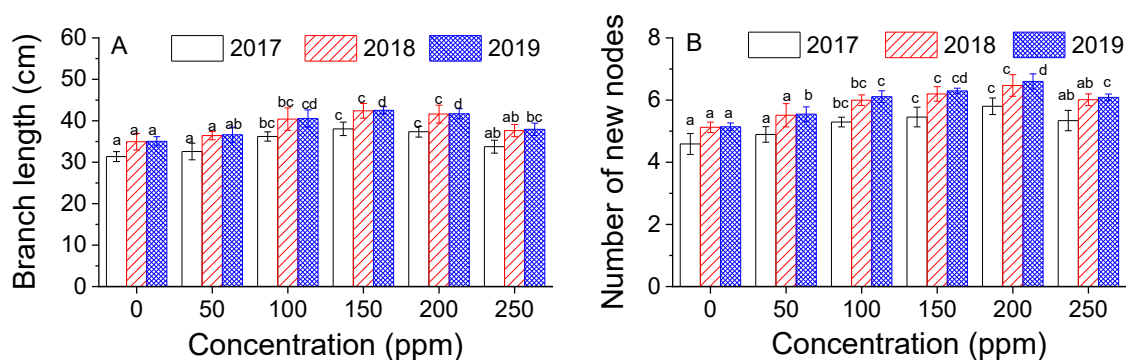 A
2017
2018
2019
Branch length (cm)
60
50
40
30
20
10
0
a a a
a a ab
bc bc cd
c c d
c c d
ab ab bc
0 50 100 150 200 250
Concentration (ppm)
B
2017
2018
2019
Number of new nodes
8
6
4
2
0
a a a
a a b
bc bc c
c c cd
c c d
ab ab c
0 50 100 150 200 250
Concentration (ppm)